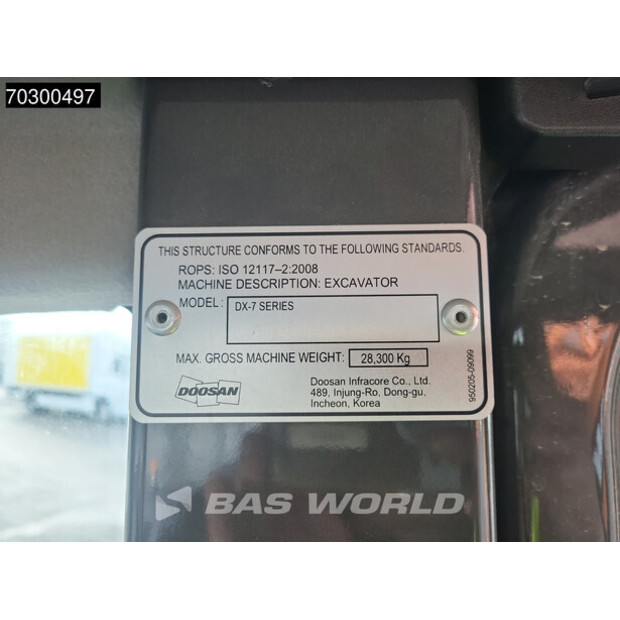 70300497
THIS STRUCTURE CONFORMS TO THE FOLLOWING STANDARDS.
ROPS: ISO 12117-2:2008
MACHINE DESCRIPTION: EXCAVATOR
MODEL: DX-7 SERIES
MAX. GROSS MACHINE WEIGHT: 28,300 Kg
DOOSAN
Doosan Infracore Co., Ltd.
489, Injung-Ro, Dong-gu,
Incheon, Korea
950205-09099
BAS WORLD